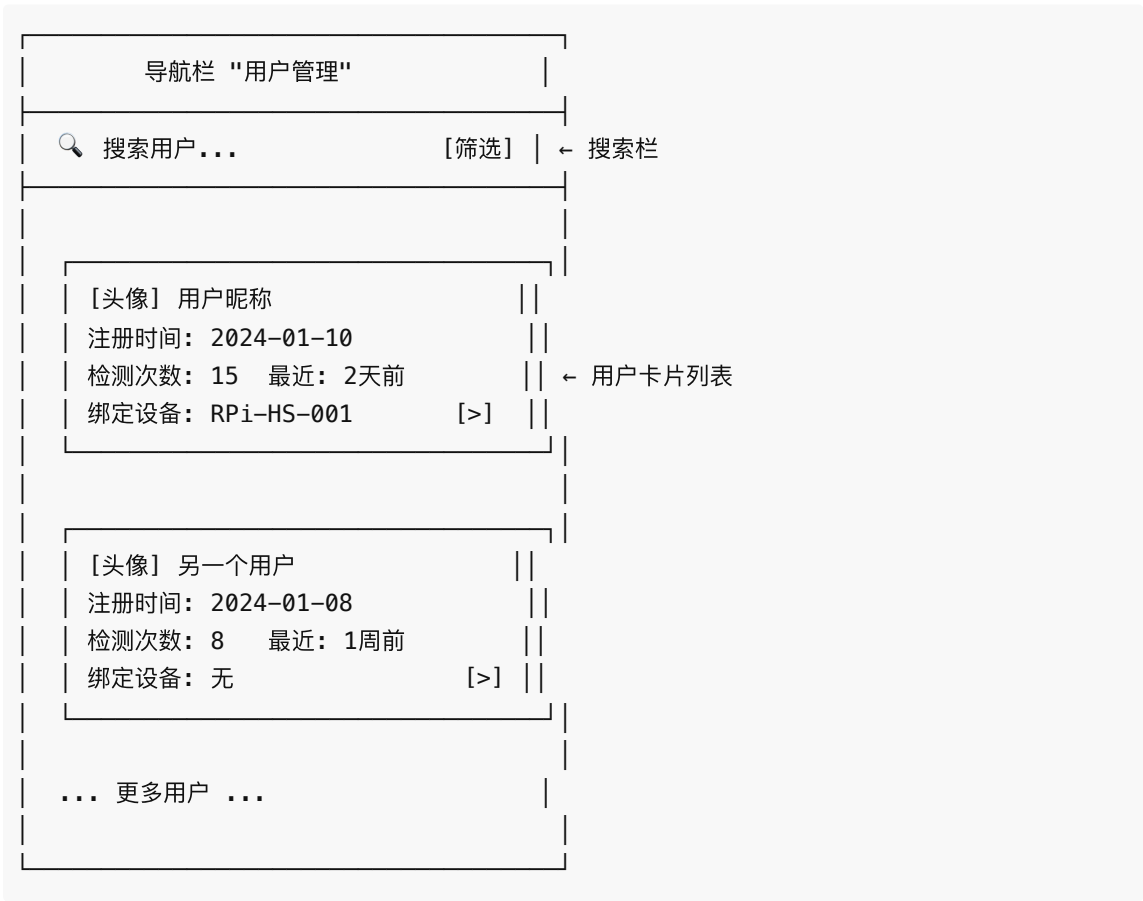 导航栏 "用户管理"
🔍 搜索用户... [筛选] ← 搜索栏
[头像] 用户昵称
注册时间: 2024-01-10
检测次数: 15 最近: 2天前 ← 用户卡片列表
绑定设备: RPi-HS-001 [>]
[头像] 另一个用户
注册时间: 2024-01-08
检测次数: 8 最近: 1周前
绑定设备: 无 [>]
... 更多用户 ...